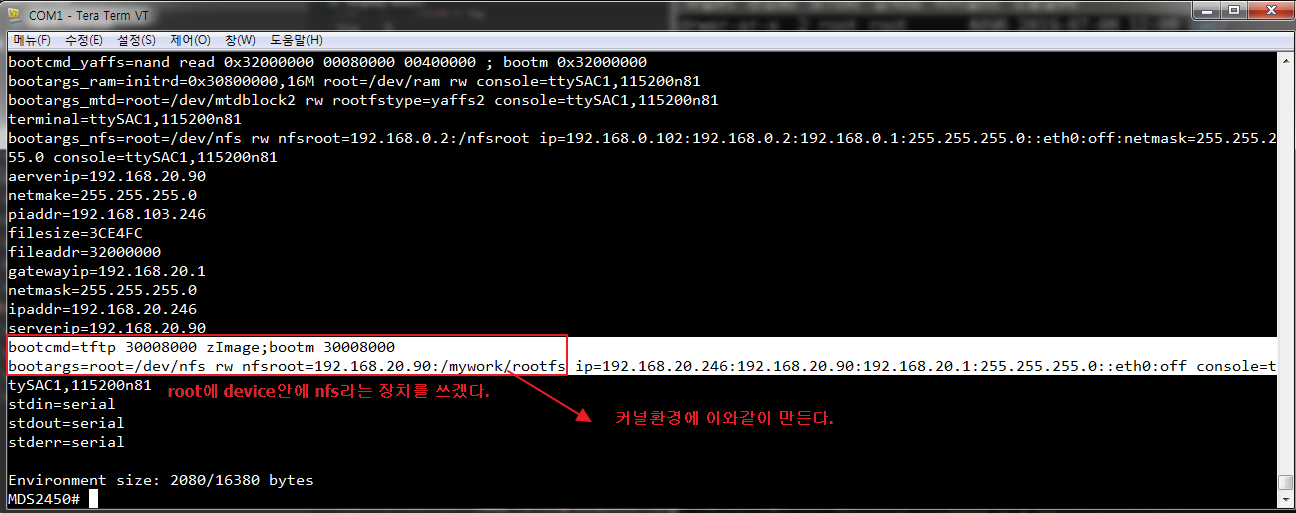 COM1 - Tera Term VT
메뉴(F) 수정(E) 설정(S) 제어(O) 창(W) 도움말(H)
bootcmd_yaffs=nand read 0x32000000 00080000 00400000 ; bootm 0x32000000
bootargs_ram=initrd=0x30800000,16M root=/dev/ram rw console=ttySAC1,115200n81
bootargs_mtd=root=/dev/mtdblock2 rw rootfstype=yaffs2 console=ttySAC1,115200n81
terminal=ttySAC1,115200n81
bootargs_nfs=root=/dev/nfs rw nfsroot=192.168.0.2:/nfsroot ip=192.168.0.102:192.168.0.2:192.168.0.1:255.255.255.0::eth0:off:netmask=255.255.2
55.0 console=ttySAC1,115200n81
aerverip=192.168.20.90
netmake=255.255.255.0
piaddr=192.168.103.246
filesize=3CE4FC
fileaddr=32000000
gatewayip=192.168.20.1
netmask=255.255.255.0
ipaddr=192.168.20.246
serverip=192.168.20.90
bootcmd=tftp 30008000 zImage;bootm 30008000
bootargs=root=/dev/nfs rw nfsroot=192.168.20.90:/mywork/rootfs ip=192.168.20.246:192.168.20.90:192.168.20.1:255.255.255.0::eth0:off console=t
tySAC1,115200n81
root에 device안에 nfs라는 장치를 쓰겠다.
stdin=serial
stdout=serial
커널환경에 이와같이 만든다.
stderr=serial
Environment size: 2080/16380 bytes
MDS2450#